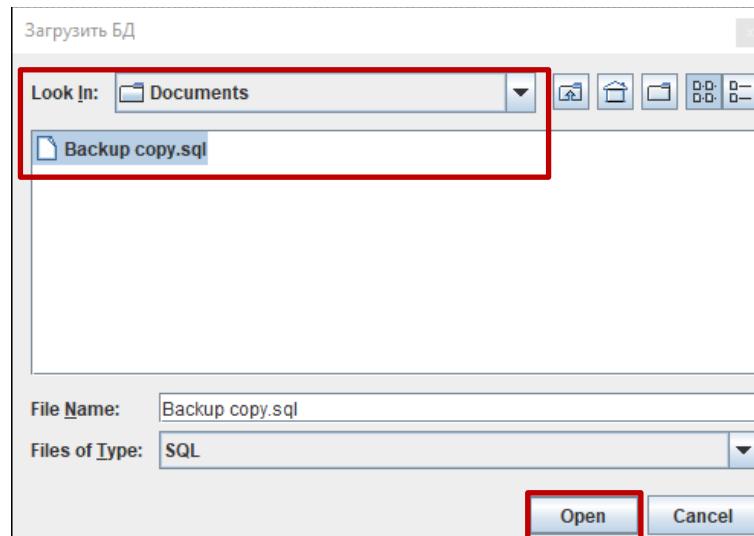 Загрузить БД
Look In: Documents
Backup copy.sql
File Name: Backup copy.sql
Files of Type: SQL
Open Cancel